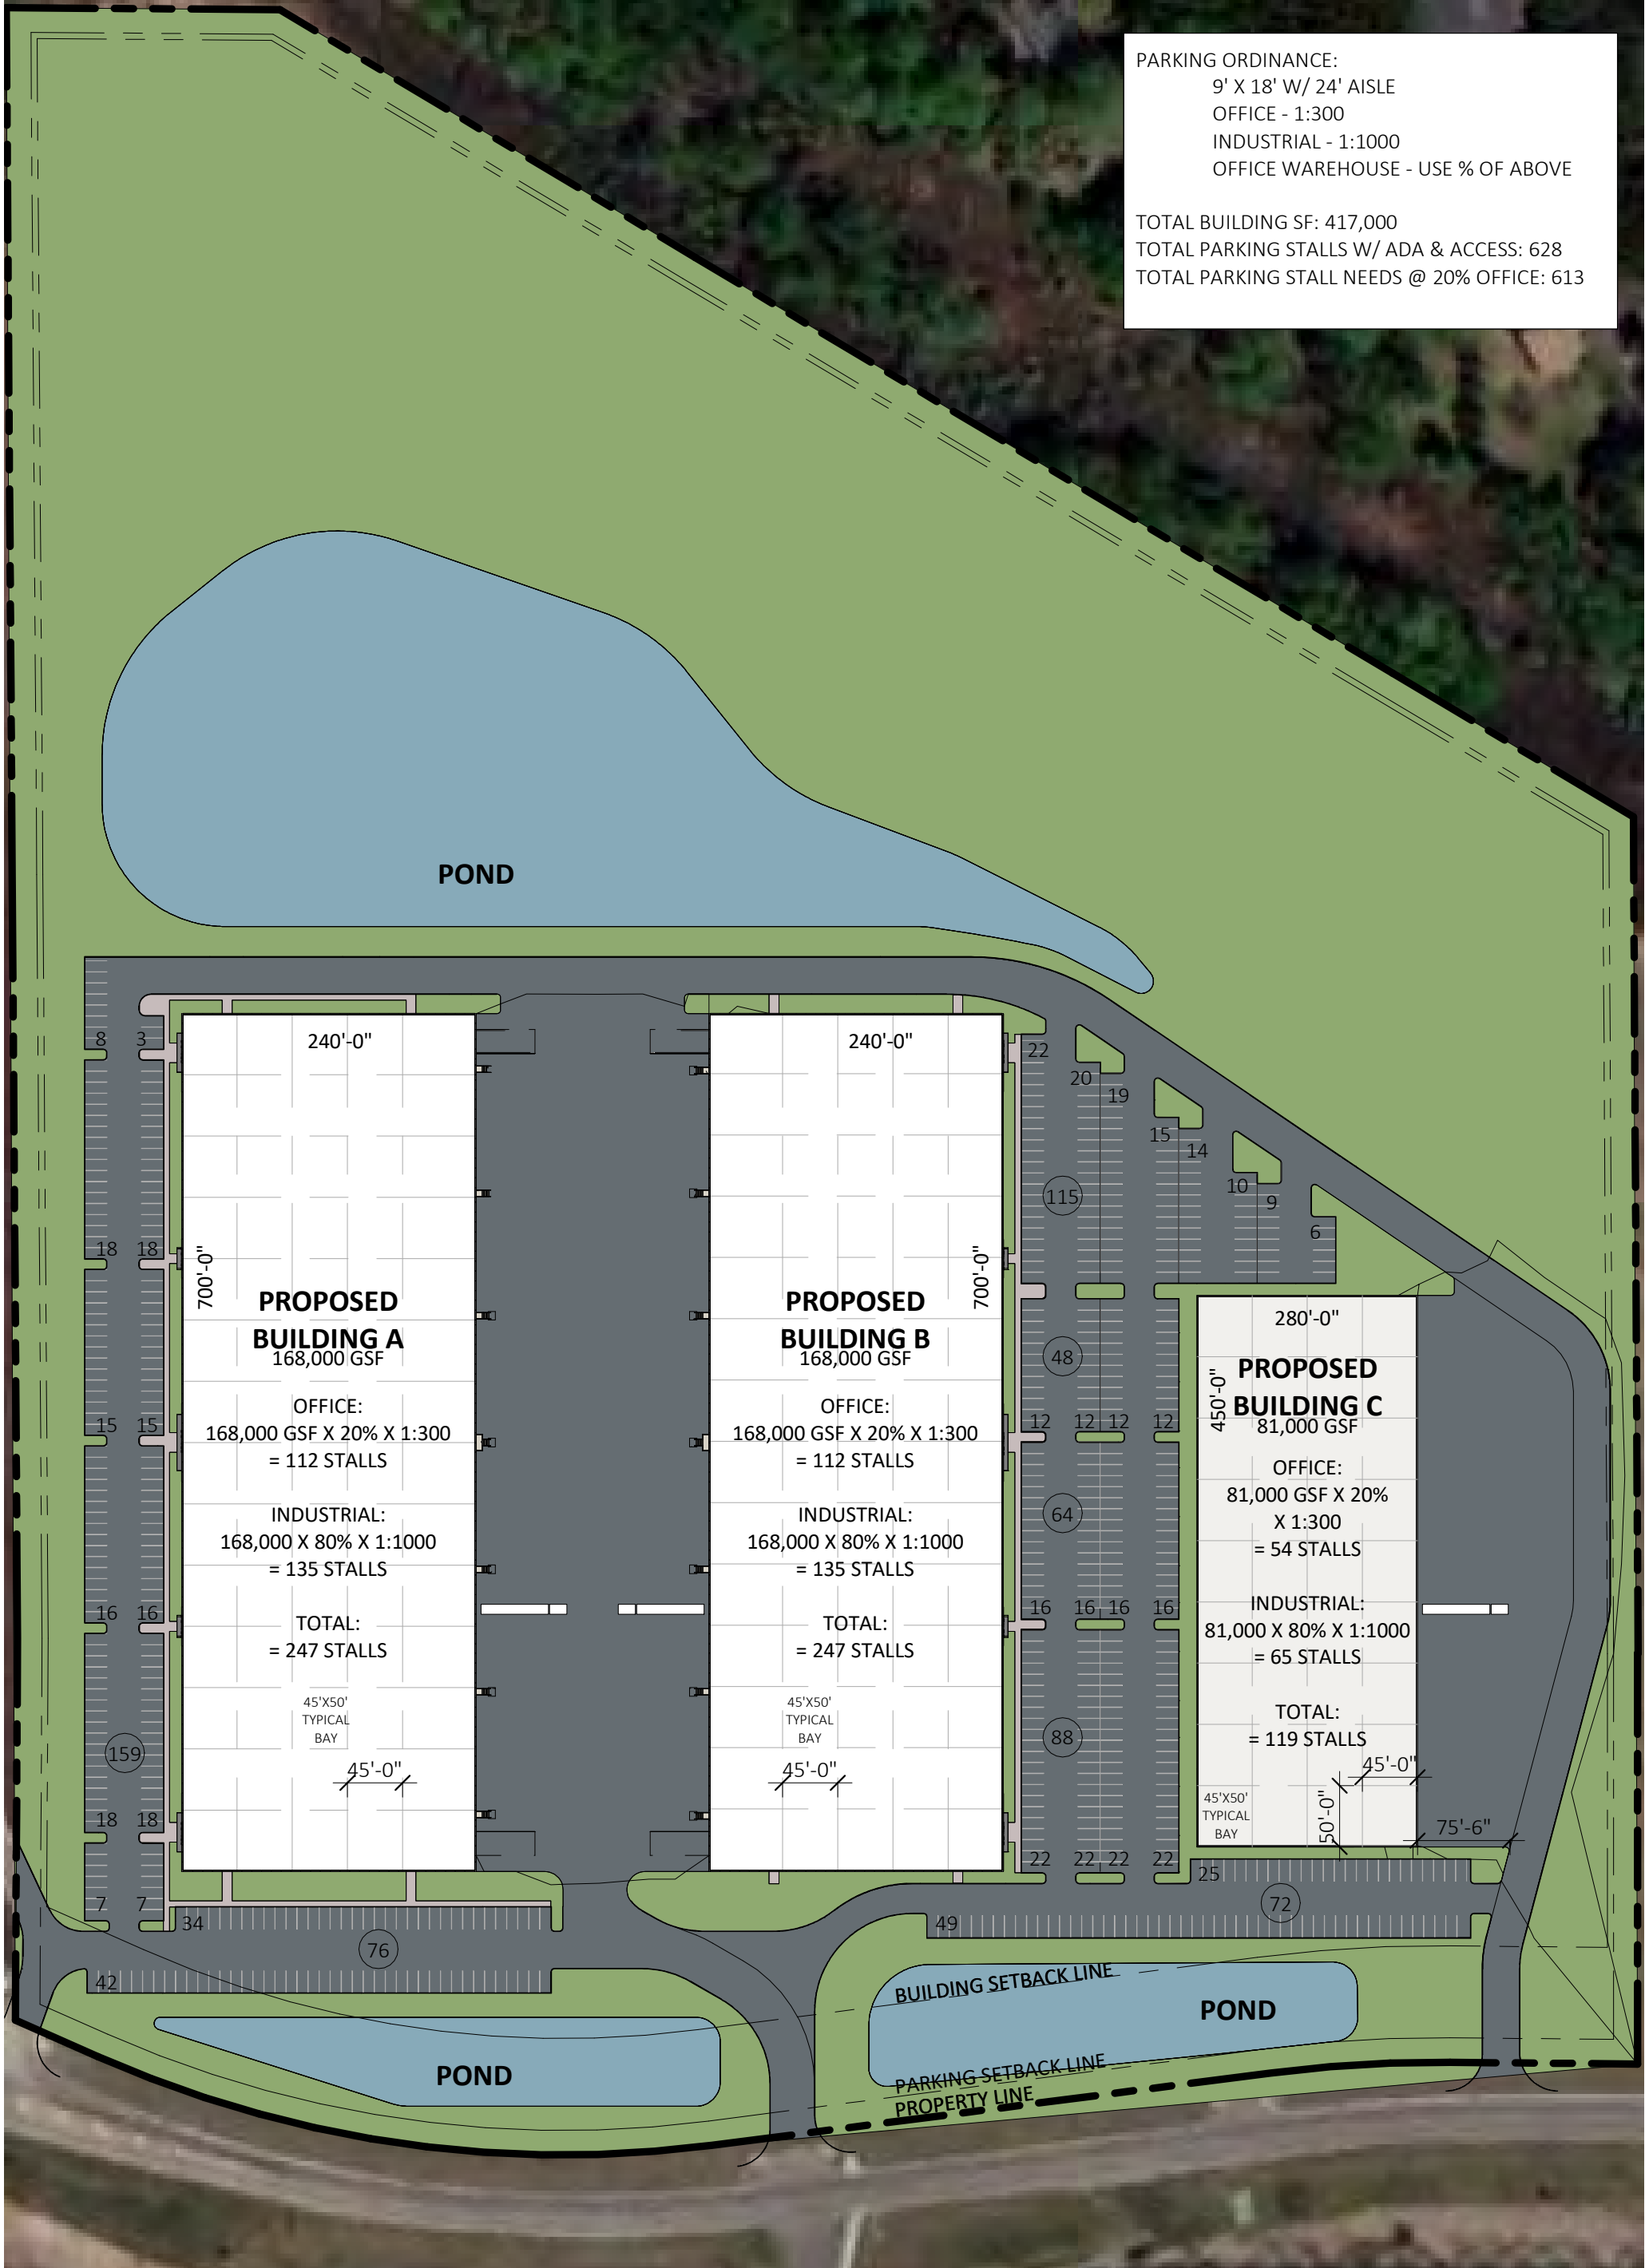 PARKING ORDINANCE:
9' X 18' W/ 24' AISLE
OFFICE - 1:300
INDUSTRIAL - 1:1000
OFFICE WAREHOUSE - USE % OF ABOVE
TOTAL BUILDING SF: 417,000
TOTAL PARKING STALLS W/ ADA & ACCESS: 628
TOTAL PARKING STALL NEEDS @ 20% OFFICE: 613
POND
8 3
18 18
15 15
16 16
159
18 18
7 7
34
76
42
240'-0"
700'-0"
PROPOSED
BUILDING A
168,000 GSF
OFFICE:
168,000 GSF X 20% X 1:300
= 112 STALLS
INDUSTRIAL:
168,000 X 80% X 1:1000
= 135 STALLS
TOTAL:
= 247 STALLS
45'X50'
TYPICAL
BAY
45'-0"
240'-0"
700'-0"
PROPOSED
BUILDING B
168,000 GSF
OFFICE:
168,000 GSF X 20% X 1:300
= 112 STALLS
INDUSTRIAL:
168,000 X 80% X 1:1000
= 135 STALLS
TOTAL:
= 247 STALLS
45'X50'
TYPICAL
BAY
45'-0"
22
20
19
15
14
10
9
6
115
48
12 12 12 12
64
16 16 16 16
88
22 22 22 22
280'-0"
450'-0"
PROPOSED
BUILDING C
81,000 GSF
OFFICE:
81,000 GSF X 20%
X 1:300
= 54 STALLS
INDUSTRIAL:
81,000 X 80% X 1:1000
= 65 STALLS
TOTAL:
= 119 STALLS
45'-0"
45'X50'
TYPICAL
BAY
50'-0"
75'-6"
25
72
49
BUILDING SETBACK LINE
POND
POND
PARKING SETBACK LINE
PROPERTY LINE